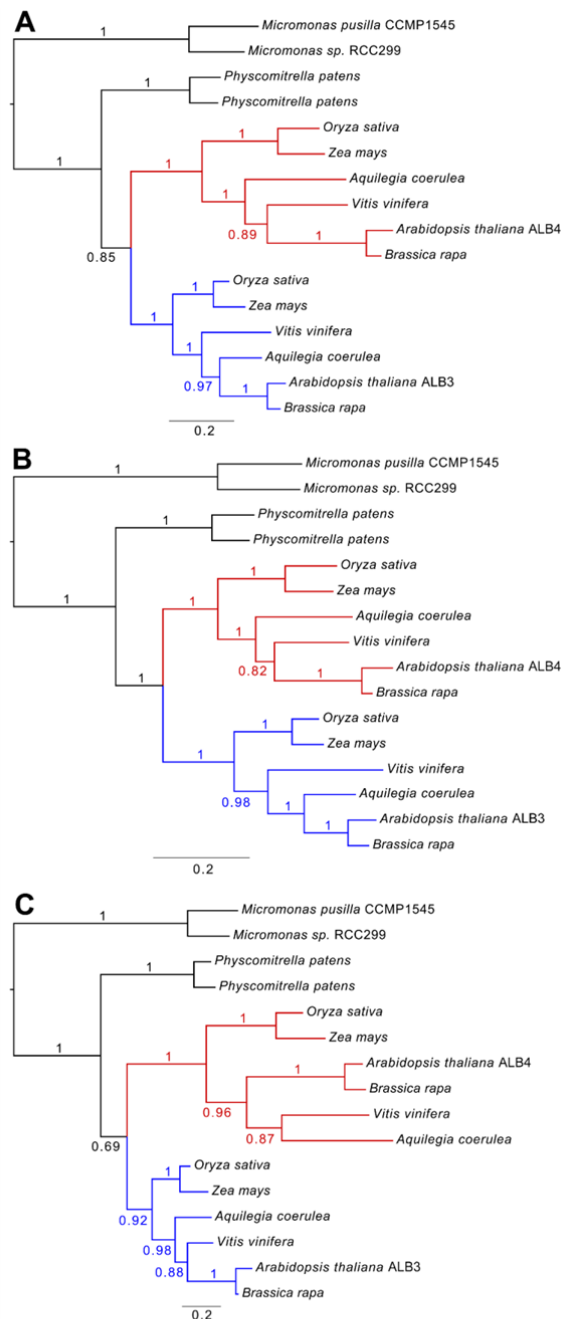 A
1
Micromonas pusilla CCMP1545
Micromonas sp. RCC299
1
Physcomitrella patens
Physcomitrella patens
1
1
Oryza sativa
Zea mays
1
1
Aquilegia coerulea
Vitis vinifera
0.89
1
Arabidopsis thaliana ALB4
Brassica rapa
0.85
1
Oryza sativa
Zea mays
1
Vitis vinifera
1
Aquilegia coerulea
0.97
1
Arabidopsis thaliana ALB3
Brassica rapa
0.2
B
1
Micromonas pusilla CCMP1545
Micromonas sp. RCC299
1
Physcomitrella patens
Physcomitrella patens
1
1
Oryza sativa
Zea mays
1
1
Aquilegia coerulea
Vitis vinifera
0.82
1
Arabidopsis thaliana ALB4
Brassica rapa
1
1
Oryza sativa
Zea mays
1
Vitis vinifera
0.98
Aquilegia coerulea
1
1
Arabidopsis thaliana ALB3
Brassica rapa
0.2
C
1
Micromonas pusilla CCMP1545
Micromonas sp. RCC299
1
Physcomitrella patens
Physcomitrella patens
1
1
Oryza sativa
Zea mays
1
1
Arabidopsis thaliana ALB4
Brassica rapa
0.96
Vitis vinifera
0.87
Aquilegia coerulea
0.69
1
Oryza sativa
Zea mays
0.92
Aquilegia coerulea
0.98
Vitis vinifera
0.88
1
Arabidopsis thaliana ALB3
Brassica rapa
0.2